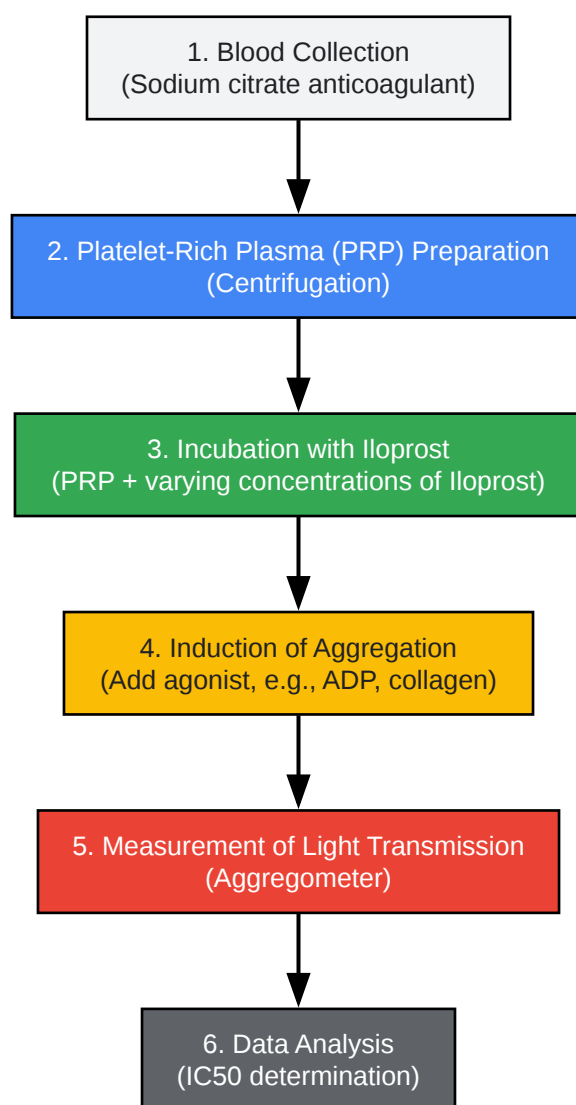 1. Blood Collection
(Sodium citrate anticoagulant)
2. Platelet-Rich Plasma (PRP) Preparation
(Centrifugation)
3. Incubation with Iloprost
(PRP + varying concentrations of Iloprost)
4. Induction of Aggregation
(Add agonist, e.g., ADP, collagen)
5. Measurement of Light Transmission
(Aggregometer)
6. Data Analysis
(IC50 determination)